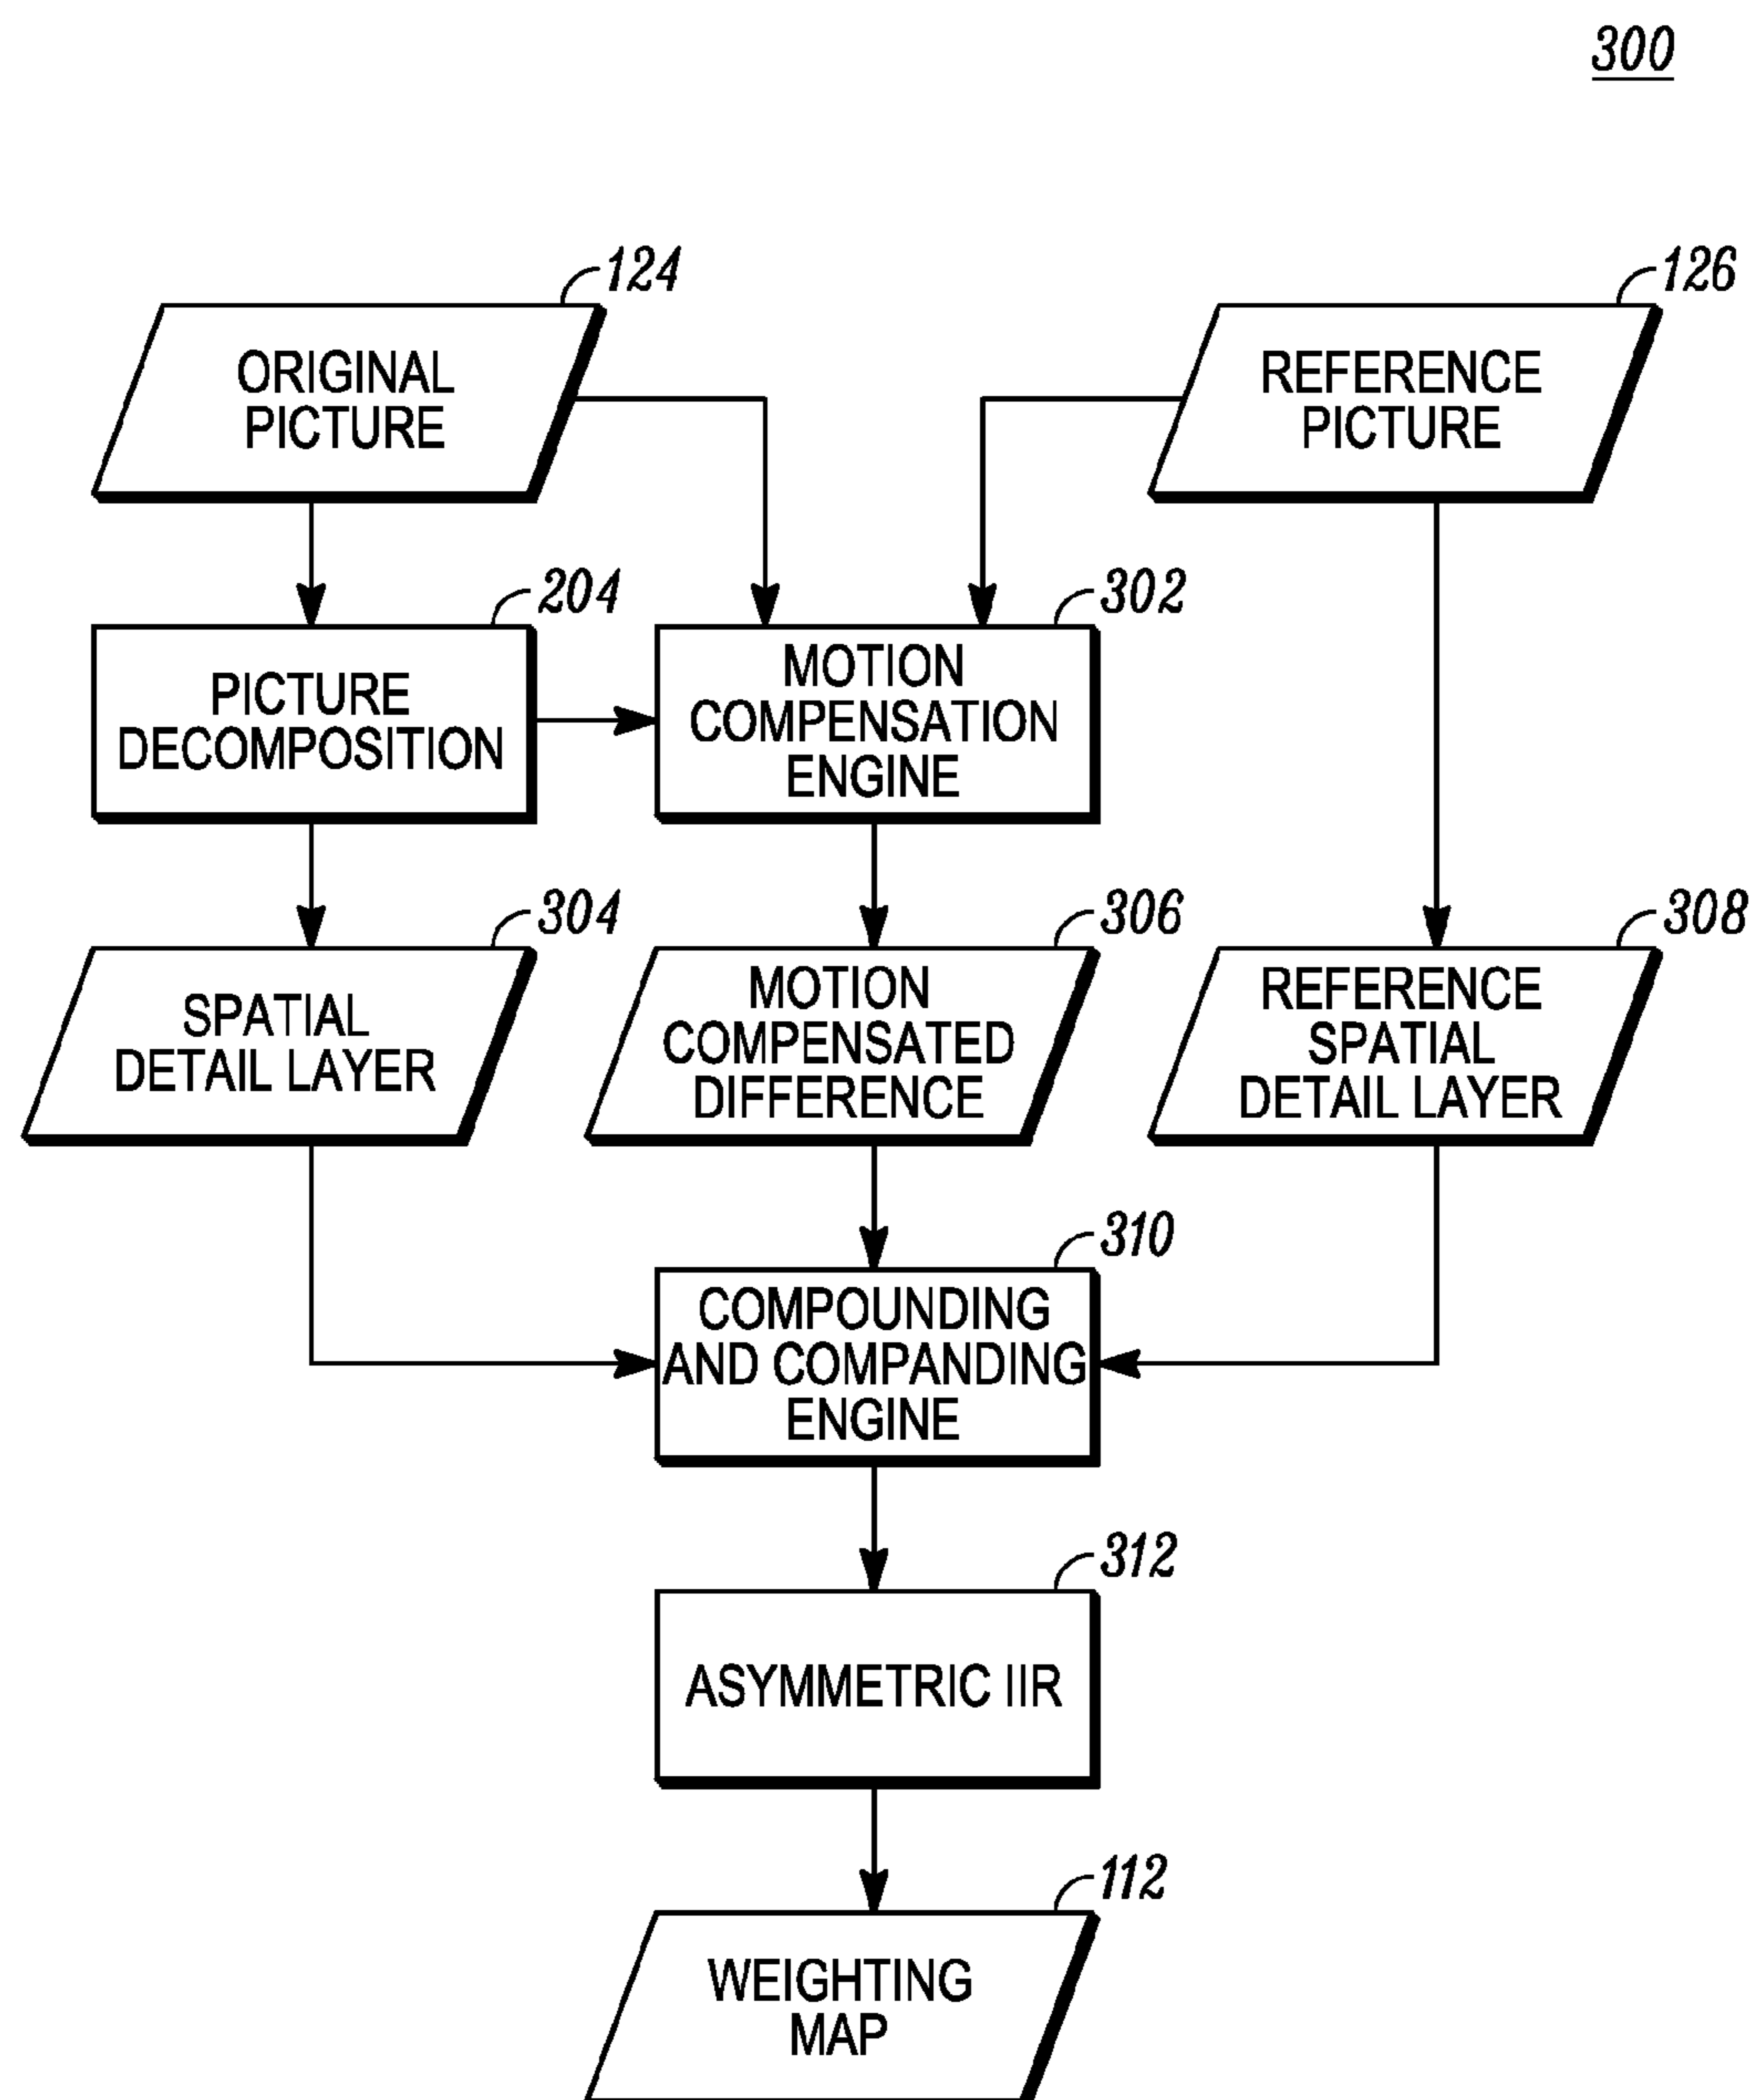 300
124
126
ORIGINAL
PICTURE
REFERENCE
PICTURE
204
302
PICTURE
DECOMPOSITION
MOTION
COMPENSATION
ENGINE
304
306
308
SPATIAL
DETAIL LAYER
MOTION
COMPENSATED
DIFFERENCE
REFERENCE
SPATIAL
DETAIL LAYER
310
COMPOUNDING
AND COMPANDING
ENGINE
312
ASYMMETRIC IIR
112
WEIGHTING
MAP